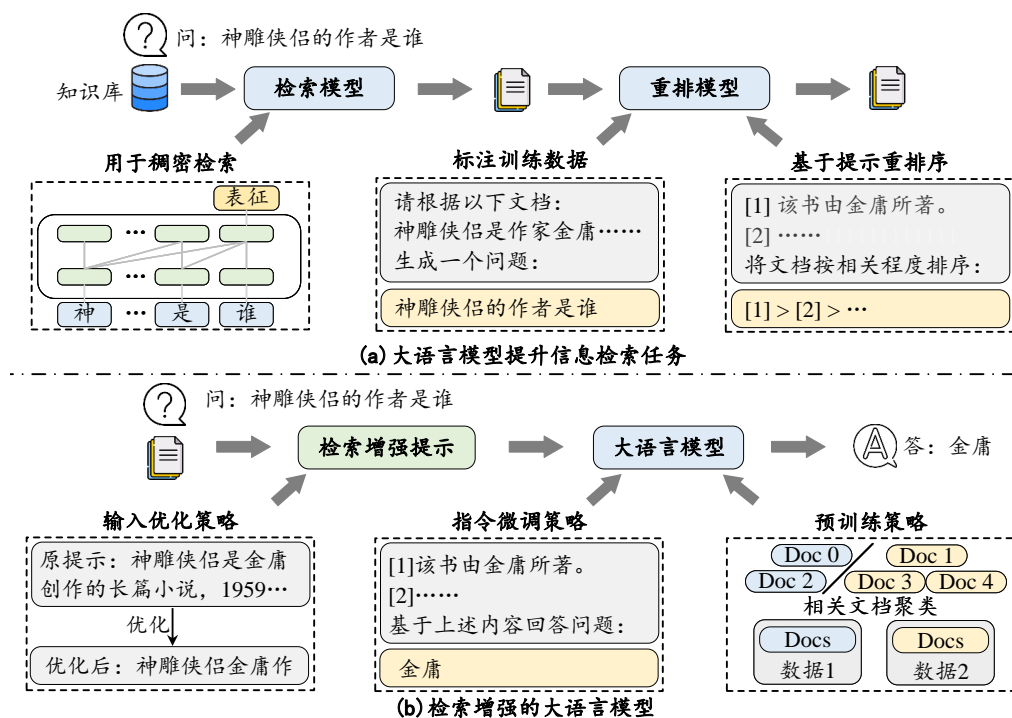 问：神雕侠侣的作者是谁
知识库
检索模型
重排模型
用于稠密检索
标注训练数据
基于提示重排序
表征
神 … 是 谁
请根据以下文档：
神雕侠侣是作家金庸……
生成一个问题：
神雕侠侣的作者是谁
[1] 该书由金庸所著。
[2] ……
将文档按相关程度排序：
[1] > [2] > …
(a)大语言模型提升信息检索任务
问：神雕侠侣的作者是谁
检索增强提示
大语言模型
A 答：金庸
输入优化策略
指令微调策略
预训练策略
原提示：神雕侠侣是金庸
创作的长篇小说，1959…
优化
优化后：神雕侠侣金庸作
[1]该书由金庸所著。
[2]……
基于上述内容回答问题：
金庸
Doc 0 Doc 1
Doc 2 Doc 3 Doc 4
相关文档聚类
Docs Docs
数据1 数据2
(b)检索增强的大语言模型